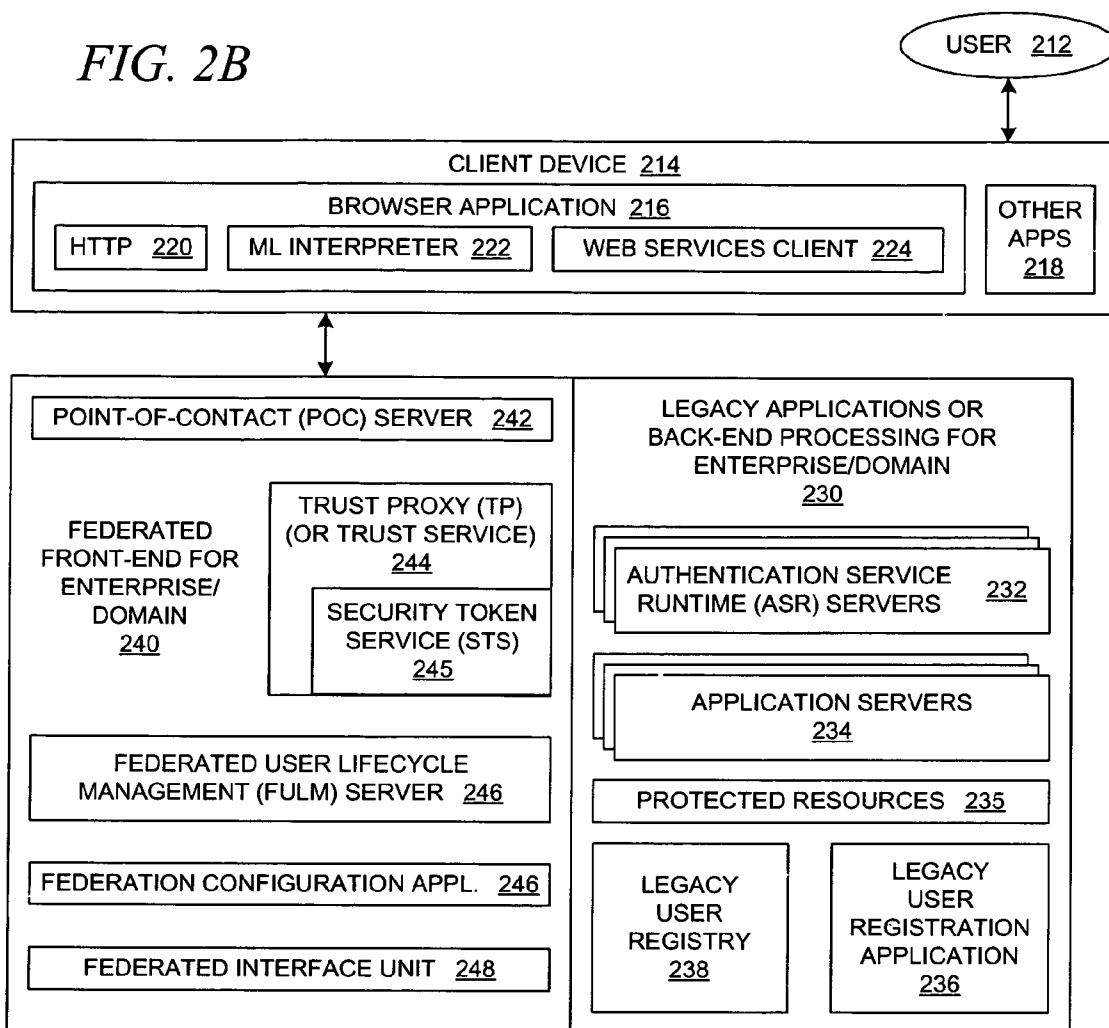 FIG. 2B
USER 212
CLIENT DEVICE 214
BROWSER APPLICATION 216
HTTP 220
ML INTERPRETER 222
WEB SERVICES CLIENT 224
OTHER
APPS
218
POINT-OF-CONTACT (POC) SERVER 242
FEDERATED
FRONT-END FOR
ENTERPRISE/
DOMAIN
240
TRUST PROXY (TP)
(OR TRUST SERVICE)
244
SECURITY TOKEN
SERVICE (STS)
245
FEDERATED USER LIFECYCLE
MANAGEMENT (FULM) SERVER 246
FEDERATION CONFIGURATION APPL. 246
FEDERATED INTERFACE UNIT 248
LEGACY APPLICATIONS OR
BACK-END PROCESSING FOR
ENTERPRISE/DOMAIN
230
AUTHENTICATION SERVICE
RUNTIME (ASR) SERVERS 232
APPLICATION SERVERS
234
PROTECTED RESOURCES 235
LEGACY
USER
REGISTRY
238
LEGACY
USER
REGISTRATION
APPLICATION
236